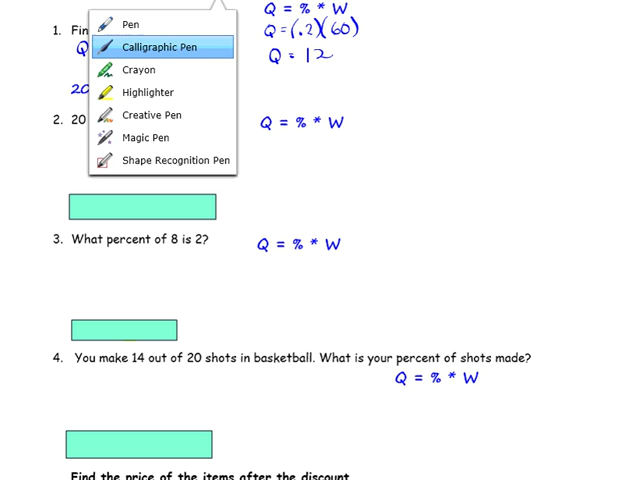 Q = % * W
1. Fin
Q = (.2)(60)
Q
Q = 12
20
2. 20
Q = % * W
Pen
Calligraphic Pen
Crayon
Highlighter
Creative Pen
Magic Pen
Shape Recognition Pen
3. What percent of 8 is 2?
Q = % * W
4. You make 14 out of 20 shots in basketball. What is your percent of shots made?
Q = % * W
Find the price of the items after the discount